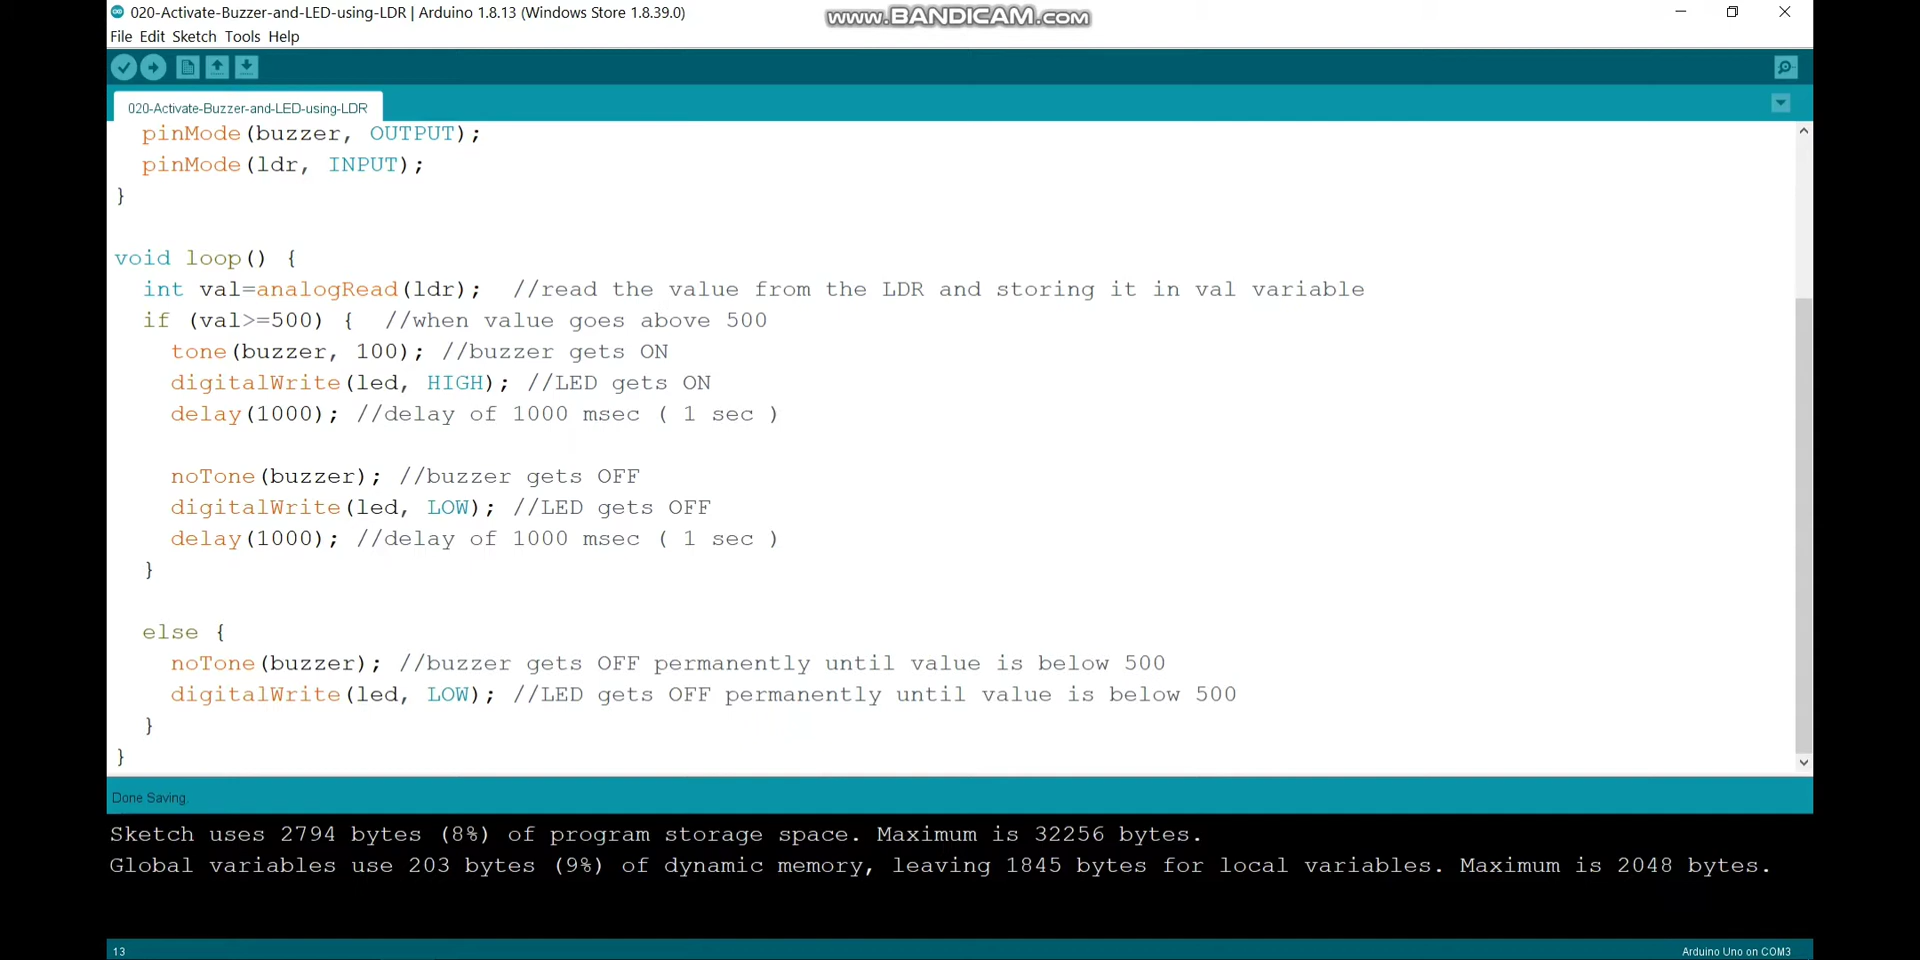 020-Activate-Buzzer-and-LED-using-LDR | Arduino 1.8.13 (Windows Store 1.8.39.0)
www.BANDICAM.com
File Edit Sketch Tools Help
020-Activate-Buzzer-and-LED-using-LDR
pinMode(buzzer, OUTPUT);
pinMode(ldr, INPUT);
}
void loop() {
int val=analogRead(ldr);  //read the value from the LDR and storing it in val variable
if (val>=500) {  //when value goes above 500
tone(buzzer, 100); //buzzer gets ON
digitalWrite(led, HIGH); //LED gets ON
delay(1000); //delay of 1000 msec ( 1 sec )
noTone(buzzer); //buzzer gets OFF
digitalWrite(led, LOW); //LED gets OFF
delay(1000); //delay of 1000 msec ( 1 sec )
}
else {
noTone(buzzer); //buzzer gets OFF permanently until value is below 500
digitalWrite(led, LOW); //LED gets OFF permanently until value is below 500
}
}
Done Saving.
Sketch uses 2794 bytes (8%) of program storage space. Maximum is 32256 bytes.
Global variables use 203 bytes (9%) of dynamic memory, leaving 1845 bytes for local variables. Maximum is 2048 bytes.
13
Arduino Uno on COM3